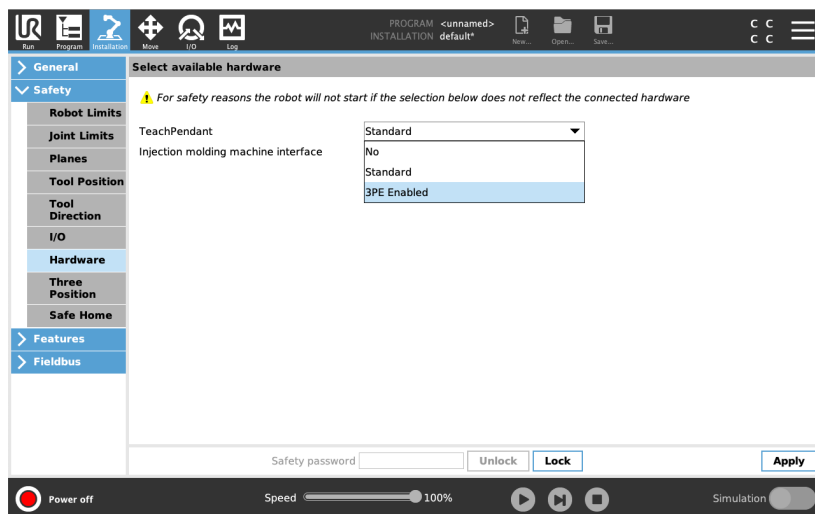 UR
PROGRAM <unnamed>
INSTALLATION default*
C C
C C
Run Program Installation Move I/O Log New... Open... Save...
General
Safety
Robot Limits
Joint Limits
Planes
Tool Position
Tool
Direction
I/O
Hardware
Three
Position
Safe Home
Features
Fieldbus
Select available hardware
! For safety reasons the robot will not start if the selection below does not reflect the connected hardware
TeachPendant Standard
Injection molding machine interface No
Standard
3PE Enabled
Safety password Unlock Lock Apply
Power off Speed 100% Simulation